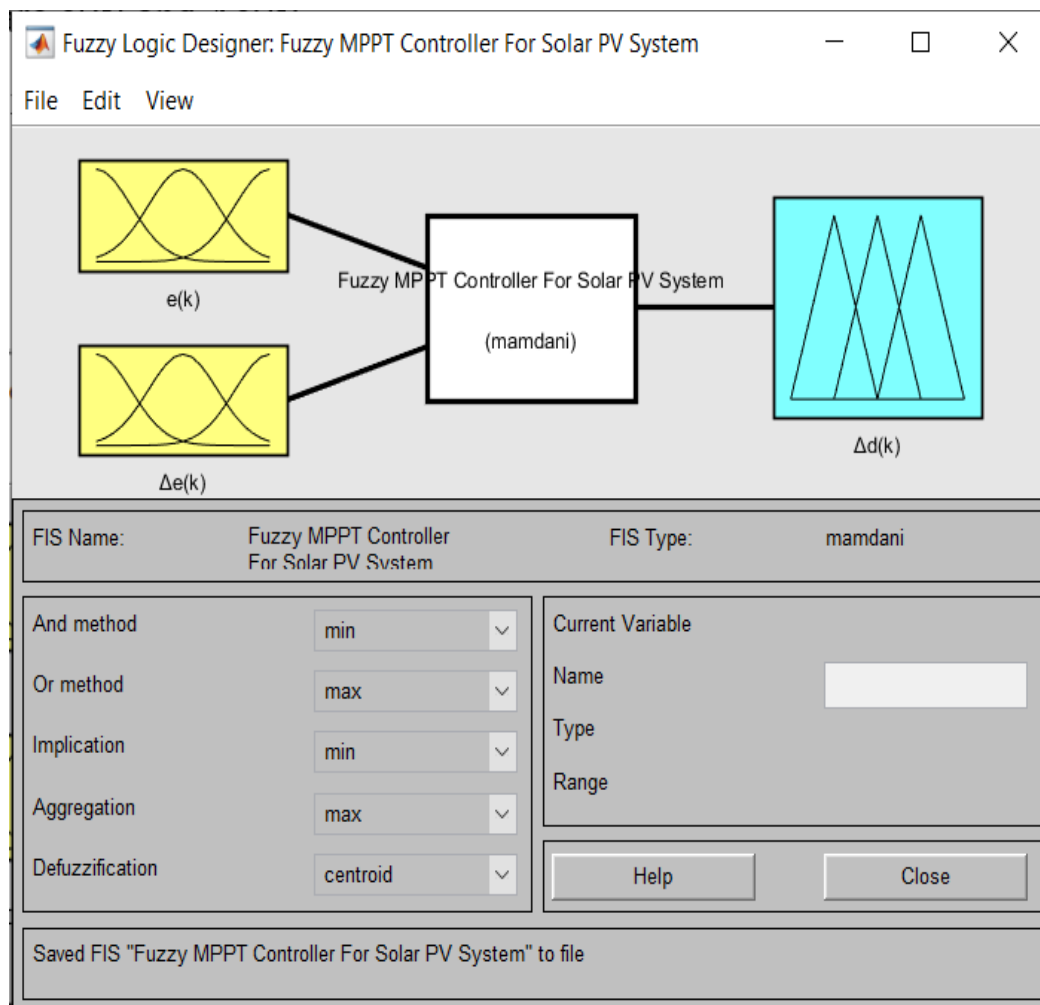 Fuzzy Logic Designer: Fuzzy MPPT Controller For Solar PV System
File Edit View
e(k)
Δe(k)
Fuzzy MPPT Controller For Solar PV System
(mamdani)
Δd(k)
FIS Name:
Fuzzy MPPT Controller
For Solar PV System
FIS Type:
mamdani
And method
min
Or method
max
Implication
min
Aggregation
max
Defuzzification
centroid
Current Variable
Name
Type
Range
Help
Close
Saved FIS "Fuzzy MPPT Controller For Solar PV System" to file